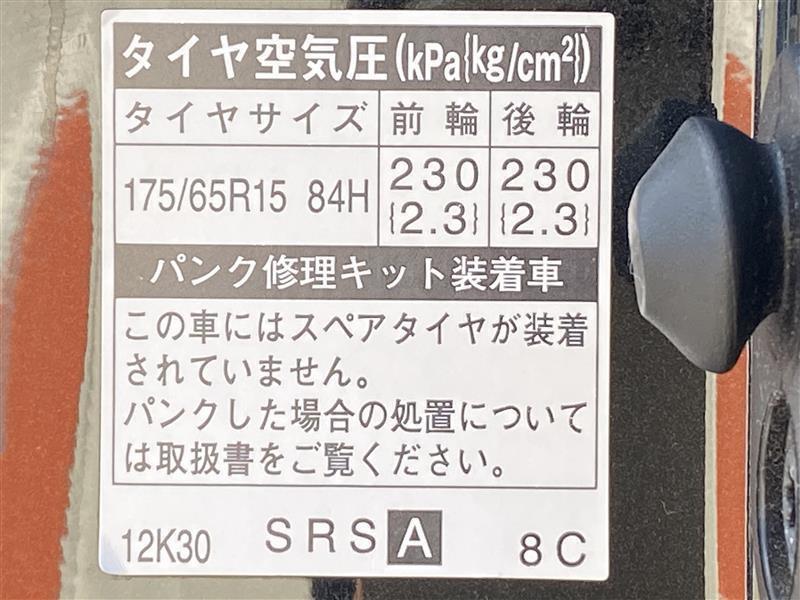 タイヤ空気圧(kPa{kg/cm²})
タイヤサイズ 前輪 後輪
175/65R15 84H 230 230
{2.3} {2.3}
パンク修理キット装着車
この車にはスペアタイヤが装着
されていません。
パンクした場合の処置について
は取扱書をご覧ください。
12K30 SRS A 8C